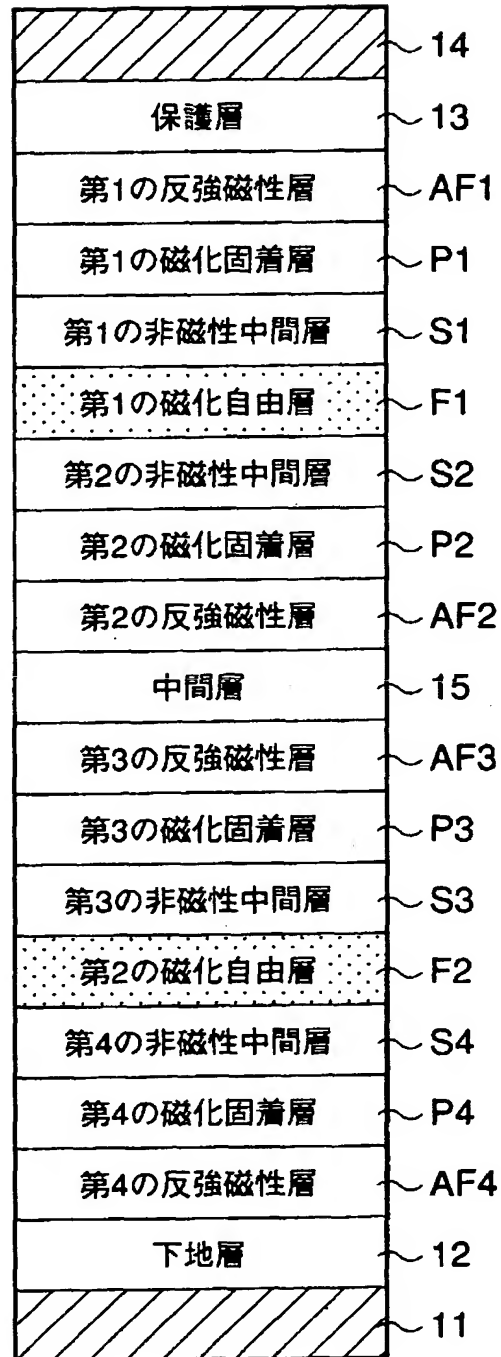 14
保護層 13
第1の反強磁性層 AF1
第1の磁化固着層 P1
第1の非磁性中間層 S1
第1の磁化自由層 F1
第2の非磁性中間層 S2
第2の磁化固着層 P2
第2の反強磁性層 AF2
中間層 15
第3の反強磁性層 AF3
第3の磁化固着層 P3
第3の非磁性中間層 S3
第2の磁化自由層 F2
第4の非磁性中間層 S4
第4の磁化固着層 P4
第4の反強磁性層 AF4
下地層 12
11